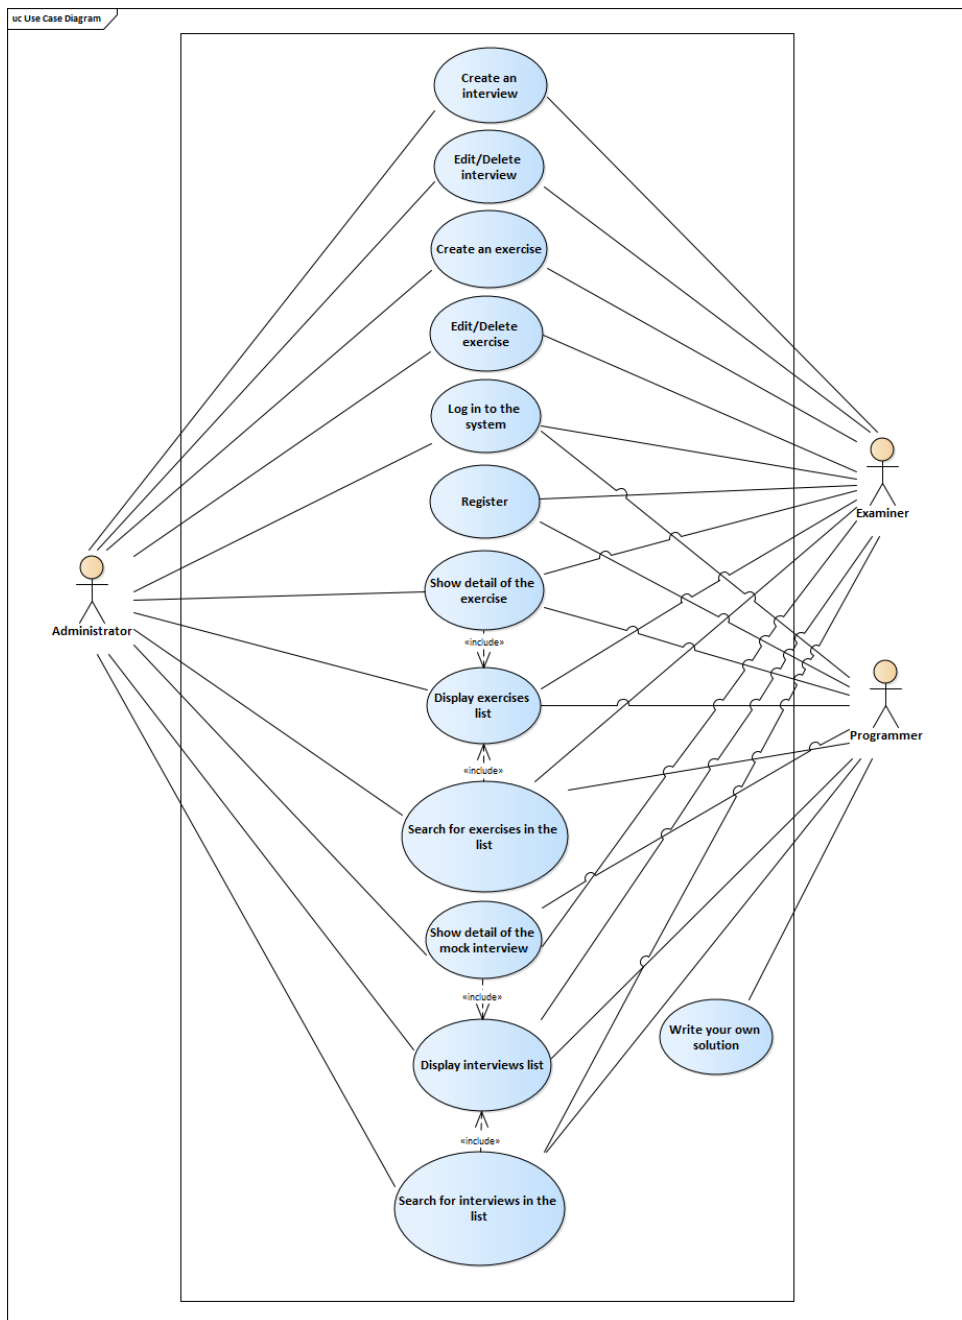 uc Use Case Diagram
Create an
interview
Edit/Delete
interview
Create an exercise
Edit/Delete
exercise
Log in to the
system
Register
Examiner
Show detail of the
exercise
Administrator
«include»
Display exercises
list
Programmer
«include»
Search for exercises in the
list
Show detail of the
mock interview
«include»
Write your own
solution
Display interviews list
«include»
Search for interviews in the
list